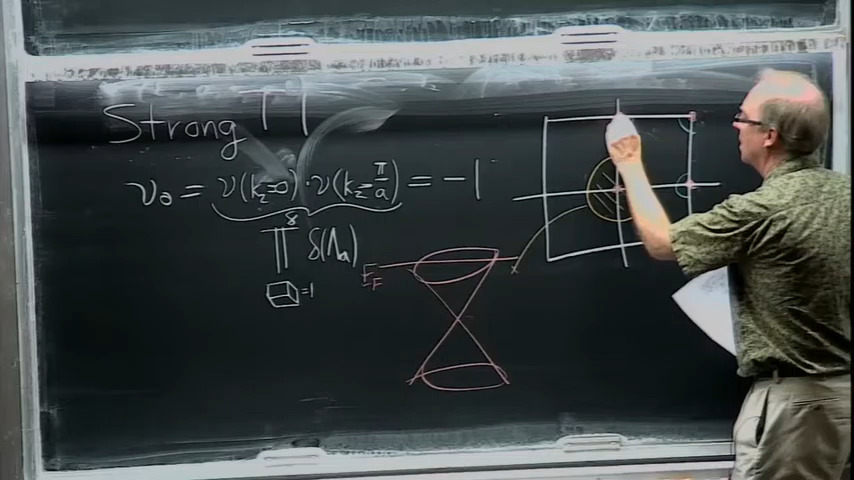 Strong TI
ν₀ = ν(k_z=0) · ν(k_z=π/a) = -1
8
∏ δ(Λₐ)
=1
E_F